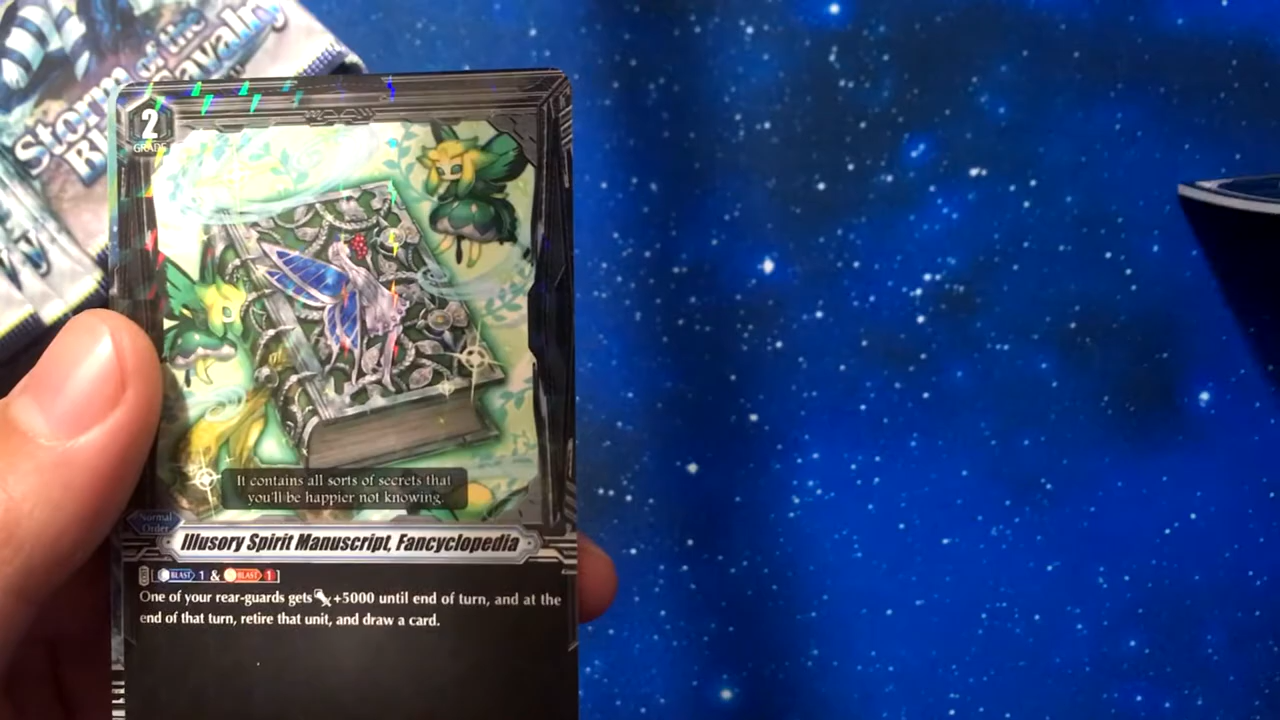 Storm of the
Cavalry
2
GRADE
It contains all sorts of secrets that
you'll be happier not knowing.
Normal
Order
Illusory Spirit Manuscript, Fancyclopedia
[BLAST 1 & BLAST 1]
One of your rear-guards gets +5000 until end of turn, and at the
end of that turn, retire that unit, and draw a card.